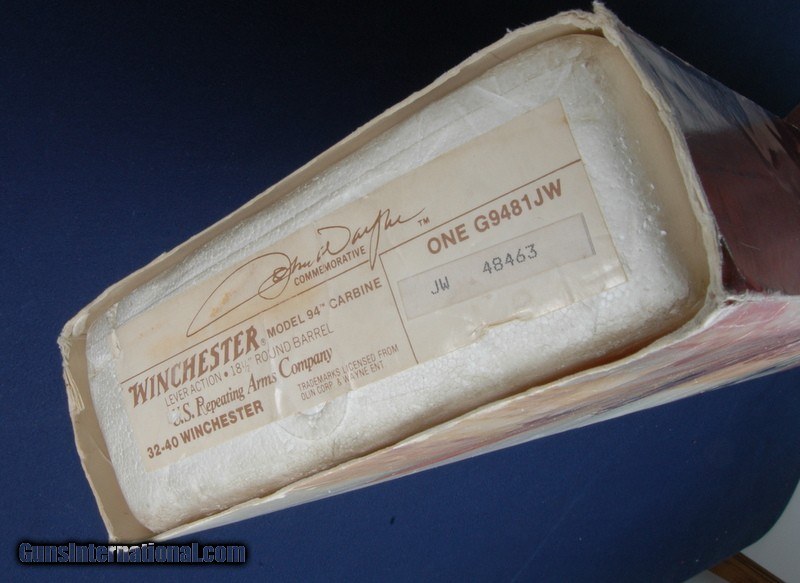 John Wayne ™
COMMEMORATIVE
WINCHESTER® MODEL 94™ CARBINE
LEVER ACTION • 18½" ROUND BARREL
U.S. Repeating Arms Company
32-40 WINCHESTER
TRADEMARKS LICENSED FROM
OLIN CORP & WAYNE ENT
ONE G9481JW
JW 48463
GunsInternational.com